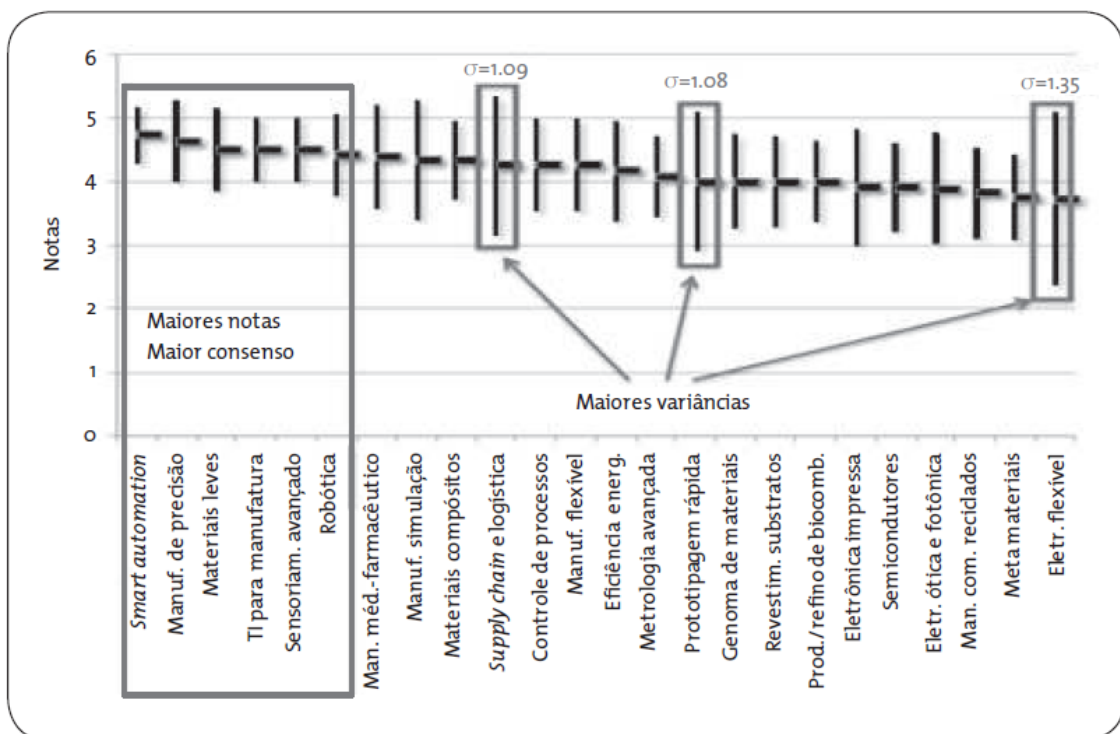 6
5
4
3
2
1
0
Notas
σ=1.09
σ=1.08
σ=1.35
Maiores notas
Maior consenso
Maiores variâncias
Smart automation
Manuf. de precisão
Materiais leves
TI para manufatura
Sensoriam. avançado
Robótica
Man. méd.-farmacêutico
Manuf. simulação
Materiais compósitos
Supply chain e logística
Controle de processos
Manuf. flexível
Eficiência energ.
Metrologia avançada
Prototipagem rápida
Genoma de materiais
Revestim. substratos
Prod./refino de biocomb.
Eletrônica impressa
Semicondutores
Eletr. ótica e fotônica
Man. com. reciclados
Meta materiais
Eletr. flexível